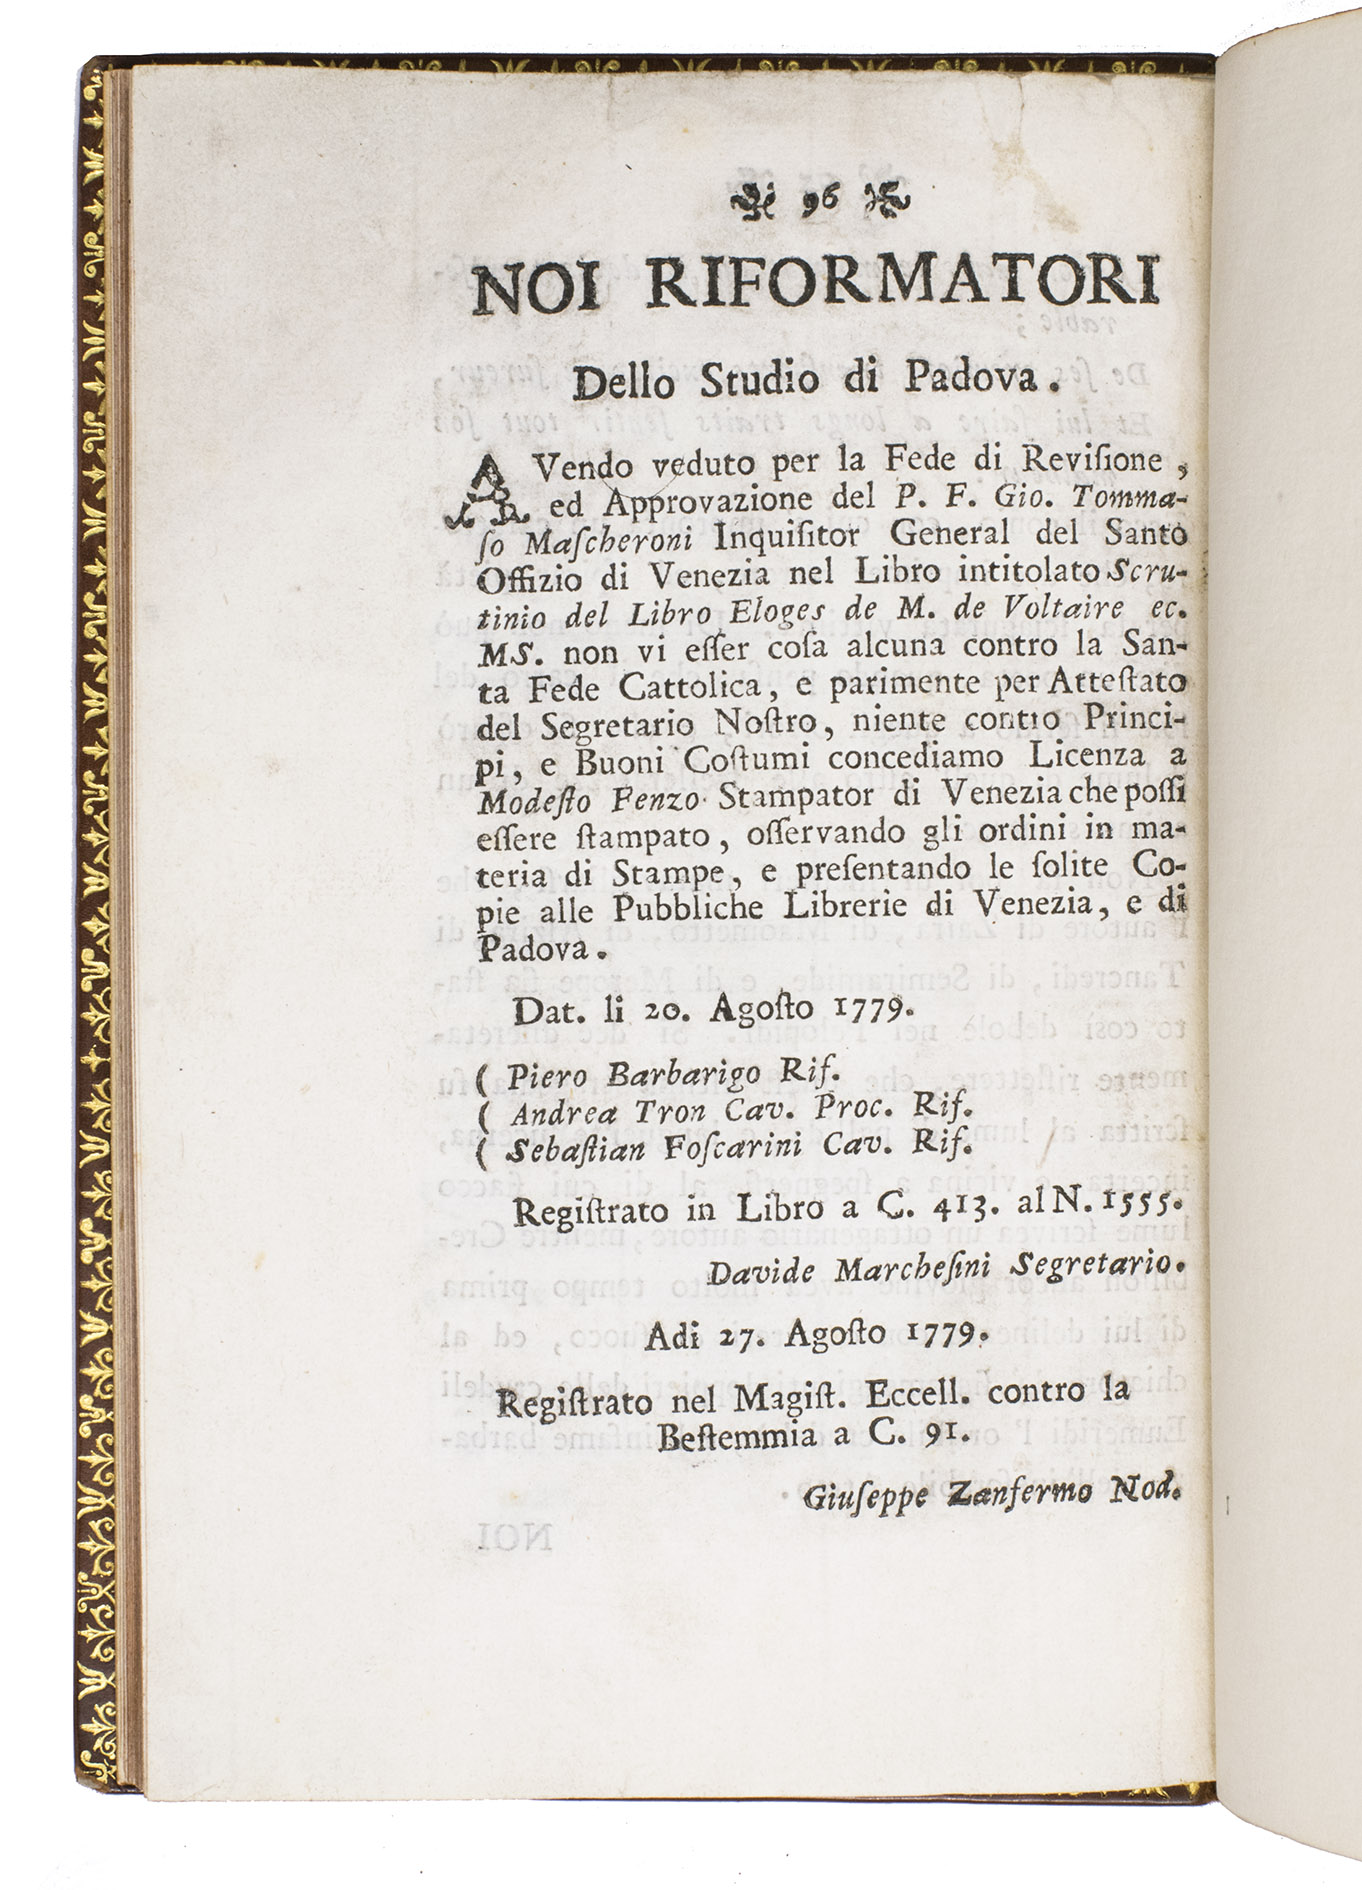 96
NOI RIFORMATORI
Dello Studio di Padova.
AVendo veduto per la Fede di Reviſione,
ed Approvazione del P. F. Gio. Tomma-
ſo Maſcheroni Inquiſitor General del Santo
Offizio di Venezia nel Libro intitolato Scru-
tinio del Libro Eloges de M. de Voltaire ec.
MS. non vi eſſer coſa alcuna contro la San-
ta Fede Cattolica, e parimente per Atteſtato
del Segretario Noſtro, niente contro Princi-
pi, e Buoni Coſtumi concediamo Licenza a
Modeſto Fenzo Stampator di Venezia che poſſi
eſſere ſtampato, oſſervando gli ordini in ma-
teria di Stampe, e preſentando le ſolite Co-
pie alle Pubbliche Librerie di Venezia, e di
Padova.
Dat. li 20. Agoſto 1779.
( Piero Barbarigo Rif.
( Andrea Tron Cav. Proc. Rif.
( Sebaſtian Foſcarini Cav. Rif.
Regiſtrato in Libro a C. 413. al N. 1555.
Davide Marcheſini Segretario.
Adi 27. Agoſto 1779.
Regiſtrato nel Magiſt. Eccell. contro la
Beſtemmia a C. 91.
Giuſeppe Zanfermo Nod.